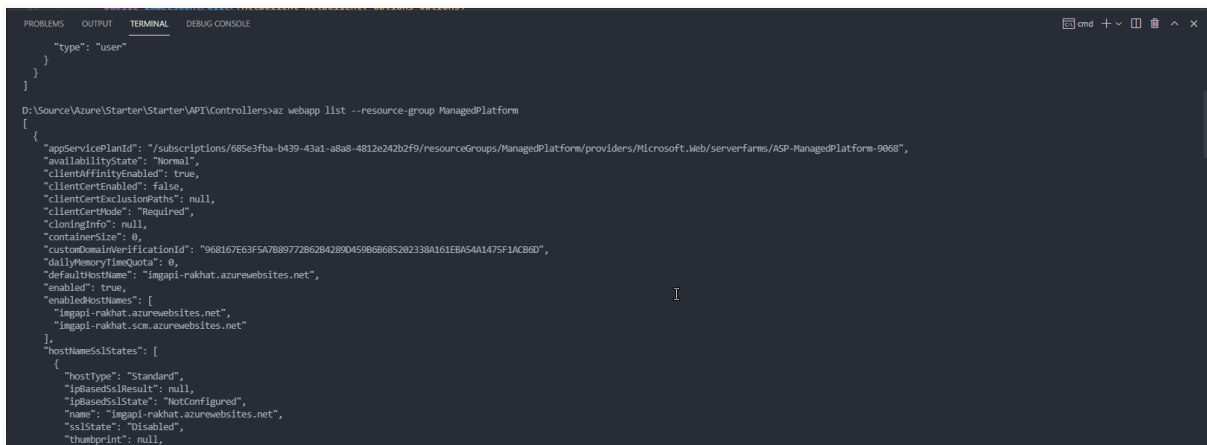 PROBLEMS OUTPUT TERMINAL DEBUG CONSOLE cmd
"type": "user"
}
}
]
D:\Source\Azure\Starter\Starter\API\Controllers>az webapp list --resource-group ManagedPlatform
[
{
"appServicePlanId": "/subscriptions/685e3fba-b439-43a1-a8a8-4812e242b2f9/resourceGroups/ManagedPlatform/providers/Microsoft.Web/serverfarms/ASP-ManagedPlatform-9068",
"availabilityState": "Normal",
"clientAffinityEnabled": true,
"clientCertEnabled": false,
"clientCertExclusionPaths": null,
"clientCertMode": "Required",
"cloningInfo": null,
"containerSize": 0,
"customDomainVerificationId": "968167E63F5A7B89772B62B4289D459B6B685202338A161EBA54A1475F1ACB6D",
"dailyMemoryTimeQuota": 0,
"defaultHostName": "imgapi-rakhat.azurewebsites.net",
"enabled": true,
"enabledHostNames": [
"imgapi-rakhat.azurewebsites.net",
"imgapi-rakhat.scm.azurewebsites.net"
],
"hostNameSslStates": [
{
"hostType": "Standard",
"ipBasedSslResult": null,
"ipBasedSslState": "NotConfigured",
"name": "imgapi-rakhat.azurewebsites.net",
"sslState": "Disabled",
"thumbprint": null,